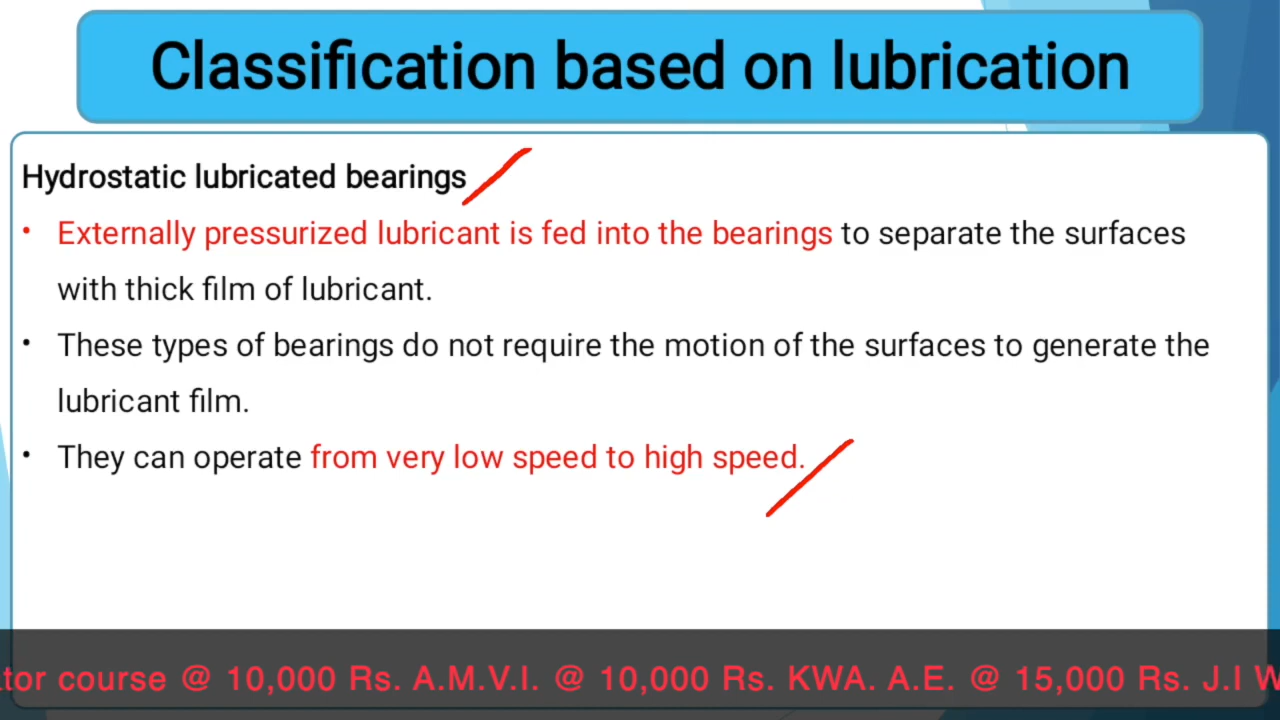 Classification based on lubrication
Hydrostatic lubricated bearings
• Externally pressurized lubricant is fed into the bearings to separate the surfaces
with thick film of lubricant.
• These types of bearings do not require the motion of the surfaces to generate the
lubricant film.
• They can operate from very low speed to high speed.
course @ 10,000 Rs. A.M.V.I. @ 10,000 Rs. KWA. A.E. @ 15,000 Rs. J.I